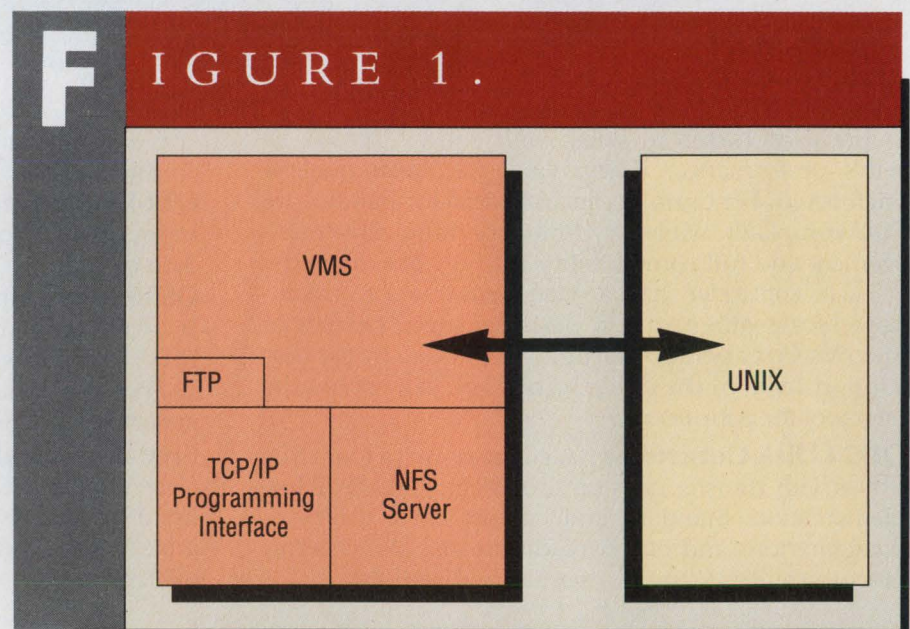 FIGURE 1.
VMS
FTP
UNIX
TCP/IP
Programming
Interface
NFS
Server